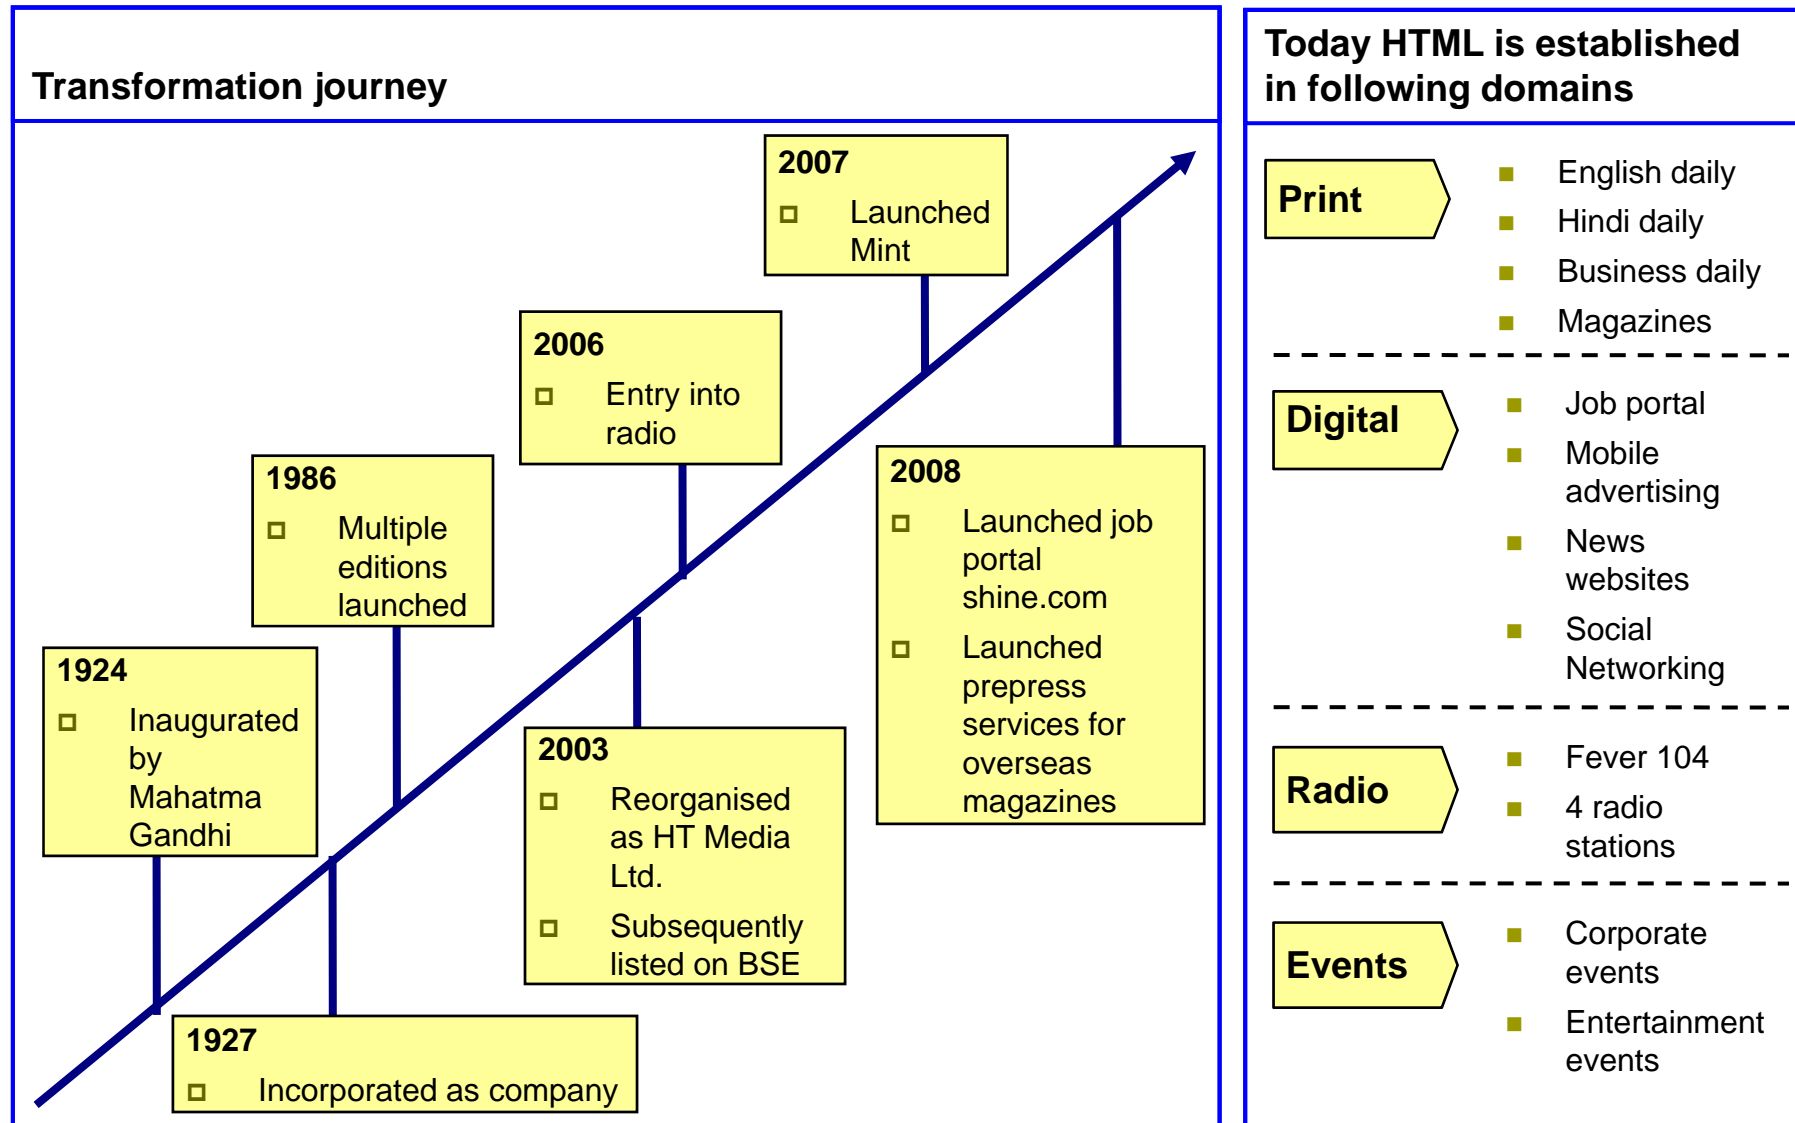 Transformation journey
2007
Launched
Mint
2006
Entry into
radio
1986
Multiple
editions
launched
1924
Inaugurated
by
Mahatma
Gandhi
1927
Incorporated as company
2003
Reorganised
as HT Media
Ltd.
Subsequently
listed on BSE
2008
Launched job
portal
shine.com
Launched
prepress
services for
overseas
magazines
Today HTML is established
in following domains
Print
English daily
Hindi daily
Business daily
Magazines
Digital
Job portal
Mobile
advertising
News
websites
Social
Networking
Radio
Fever 104
4 radio
stations
Events
Corporate
events
Entertainment
events